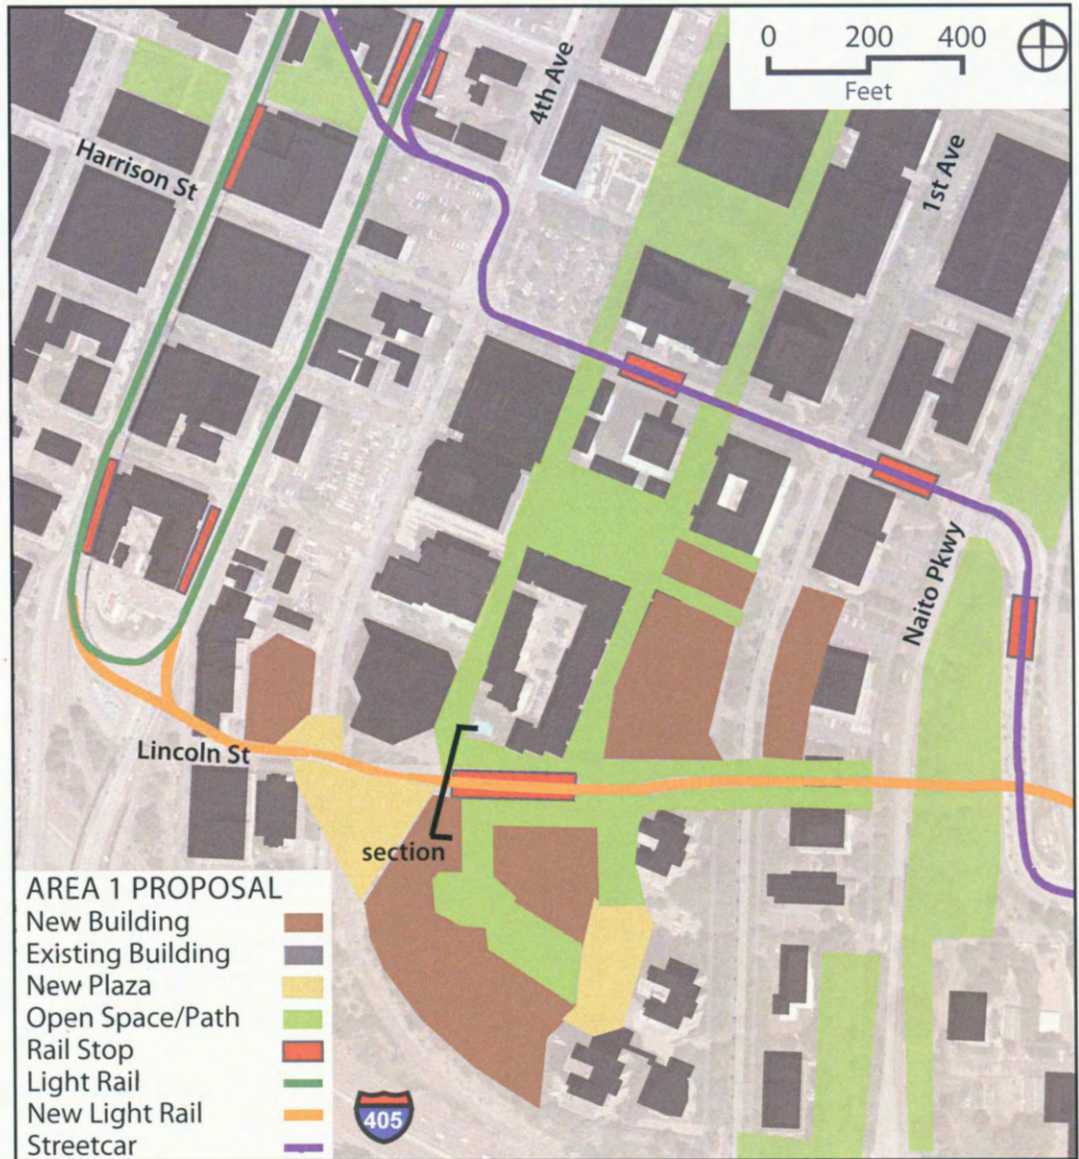 0 200 400
Feet
4th Ave
1st Ave
Harrison St
Naito Pkwy
Lincoln St
section
AREA 1 PROPOSAL
New Building
Existing Building
New Plaza
Open Space/Path
Rail Stop
Light Rail
New Light Rail
Streetcar
405